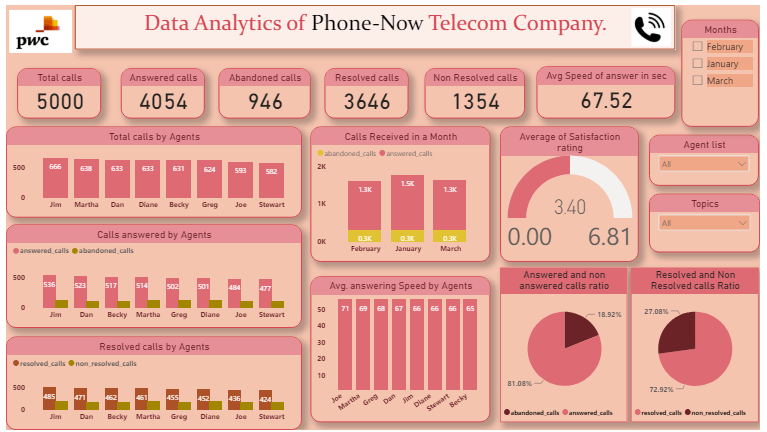 pwc
Data Analytics of Phone-Now Telecom Company.
Months
February
January
March
Total calls
5000
Answered calls
4054
Abandoned calls
946
Resolved calls
3646
Non Resolved calls
1354
Avg Speed of answer in sec
67.52
Total calls by Agents
500
0
666 638 633 633 631 624 593 582
Jim Martha Dan Diane Becky Greg Joe Stewart
Calls answered by Agents
answered_calls abandoned_calls
500
0
536 523 517 514 502 501 484 477
Jim Dan Becky Martha Greg Diane Joe Stewart
Resolved calls by Agents
resolved_calls non_resolved_calls
500
0
485 471 462 461 455 452 436 424
Jim Dan Becky Martha Greg Diane Joe Stewart
Calls Received in a Month
abandoned_calls answered_calls
2K
1K
0K
1.3K 1.5K 1.3K
0.3K 0.3K 0.3K
February January March
Avg. answering Speed by Agents
50
40
30
20
10
71 69 68 67 66 66 66 65
Joe Martha Greg Dan Jim Diane Stewart Becky
Average of Satisfaction
rating
3.40
0.00 6.81
Agent list
All
Topics
All
Answered and non
answered calls ratio
18.92%
81.08%
abandoned_calls answered_calls
Resolved and Non
Resolved calls Ratio
27.08%
72.92%
resolved_calls non_resolved_calls